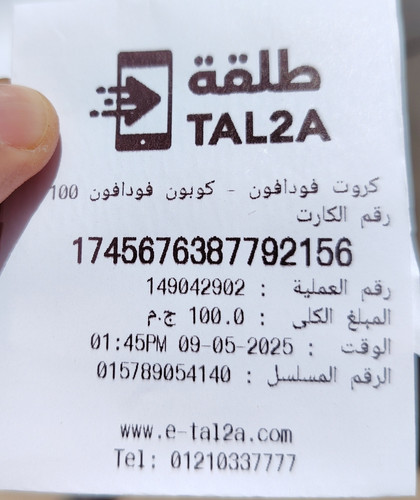 طلقة
TAL2A
كروت فودافون - كوبون فودافون 100
رقم الكارت
1745676387792156
رقم العملية : 149042902
المبلغ الكلى : 100.0 ج.م
الوقت : 01:45PM 09-05-2025
الرقم المسلسل : 015789054140
www.e-tal2a.com
Tel: 01210337777